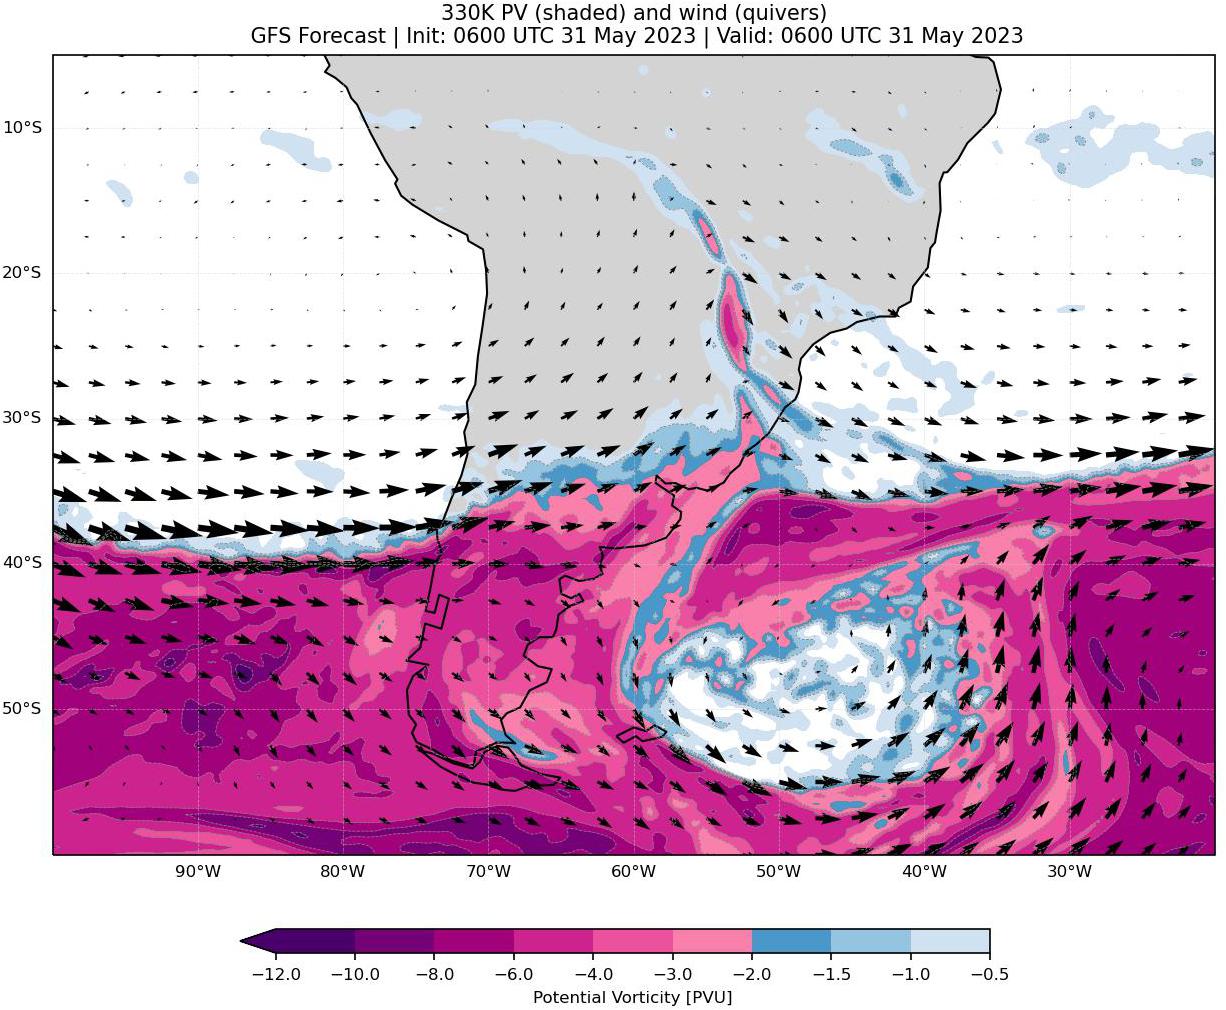 330K PV (shaded) and wind (quivers)
GFS Forecast | Init: 0600 UTC 31 May 2023 | Valid: 0600 UTC 31 May 2023
10°S
20°S
30°S
40°S
50°S
90°W 80°W 70°W 60°W 50°W 40°W 30°W
−12.0 −10.0 −8.0 −6.0 −4.0 −3.0 −2.0 −1.5 −1.0 −0.5
Potential Vorticity [PVU]